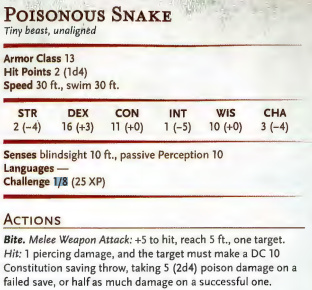 POISONOUS SNAKE
Tiny beast, unaligned
Armor Class 13
Hit Points 2 (1d4)
Speed 30 ft., swim 30 ft.
STR DEX CON INT WIS CHA
2 (−4) 16 (+3) 11 (+0) 1 (−5) 10 (+0) 3 (−4)
Senses blindsight 10 ft., passive Perception 10
Languages —
Challenge 1/8 (25 XP)
ACTIONS
Bite. Melee Weapon Attack: +5 to hit, reach 5 ft., one target.
Hit: 1 piercing damage, and the target must make a DC 10
Constitution saving throw, taking 5 (2d4) poison damage on a
failed save, or half as much damage on a successful one.